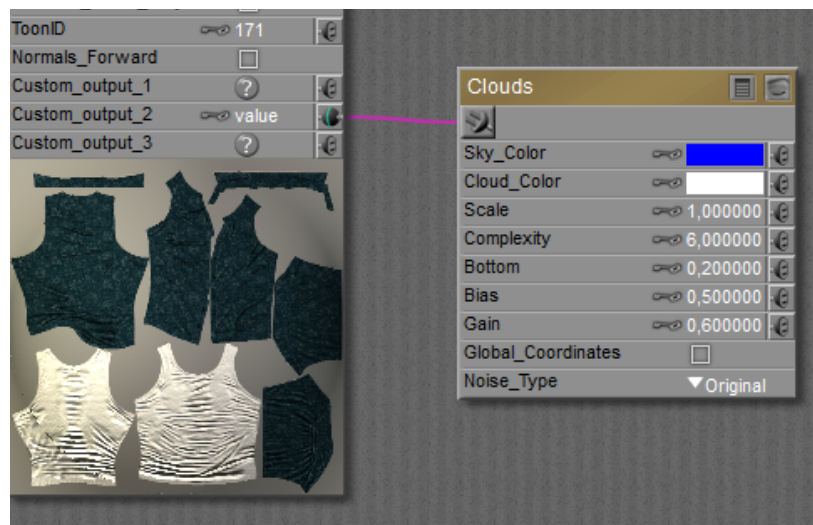 ToonID 171
Normals_Forward
Custom_output_1 ?
Custom_output_2 value
Custom_output_3 ?
Clouds
Sky_Color
Cloud_Color
Scale 1,000000
Complexity 6,000000
Bottom 0,200000
Bias 0,500000
Gain 0,600000
Global_Coordinates
Noise_Type Original